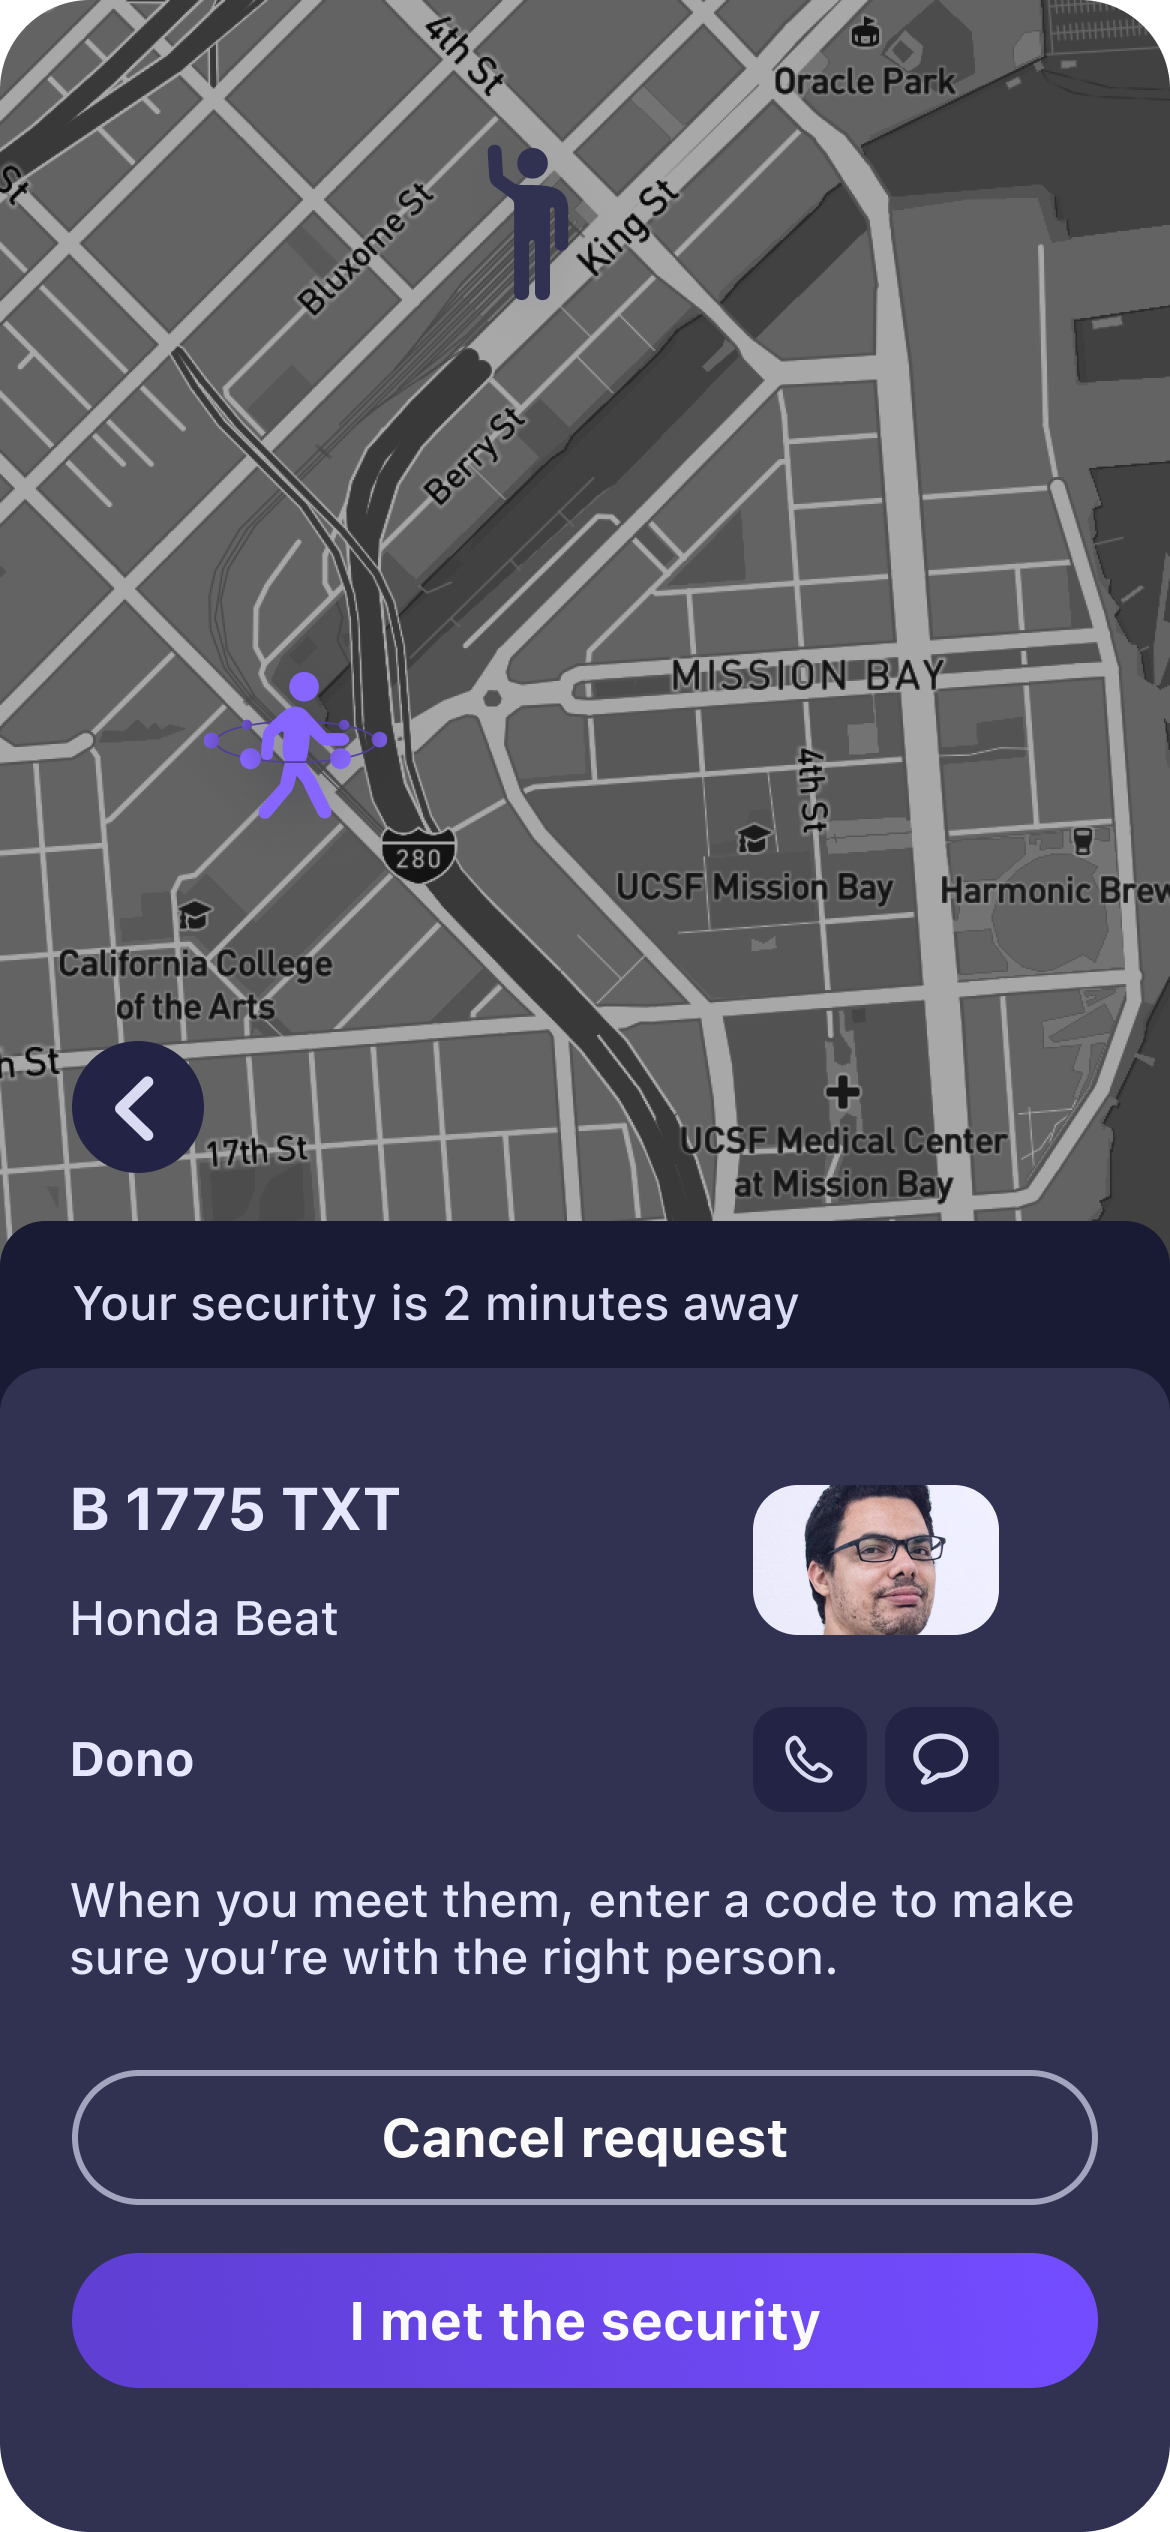 4th St
Oracle Park
St
Bluxome St
King St
Berry St
MISSION BAY
4th St
280
UCSF Mission Bay
Harmonic Brew
California College
of the Arts
h St
17th St
UCSF Medical Center
at Mission Bay
Your security is 2 minutes away
B 1775 TXT
Honda Beat
Dono
When you meet them, enter a code to make
sure you’re with the right person.
Cancel request
I met the security